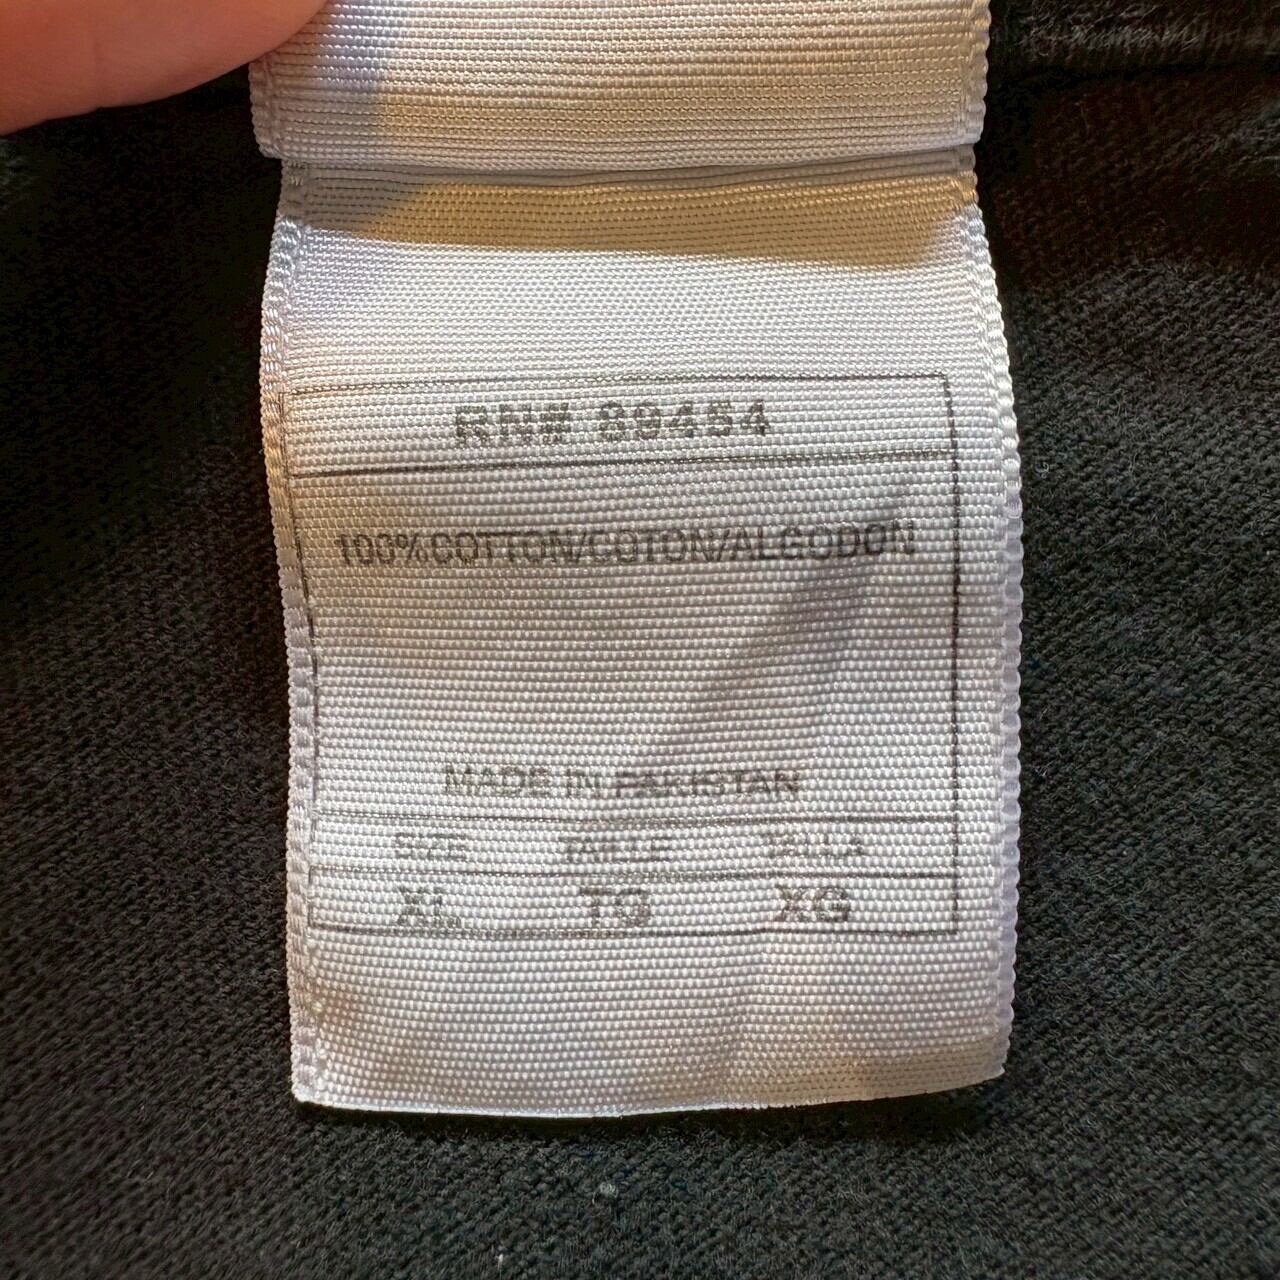 RN# 89454
100%COTTON/COTON/ALGODON
MADE IN PAKISTAN
SIZE TAILLE TALLA
XL TG XG